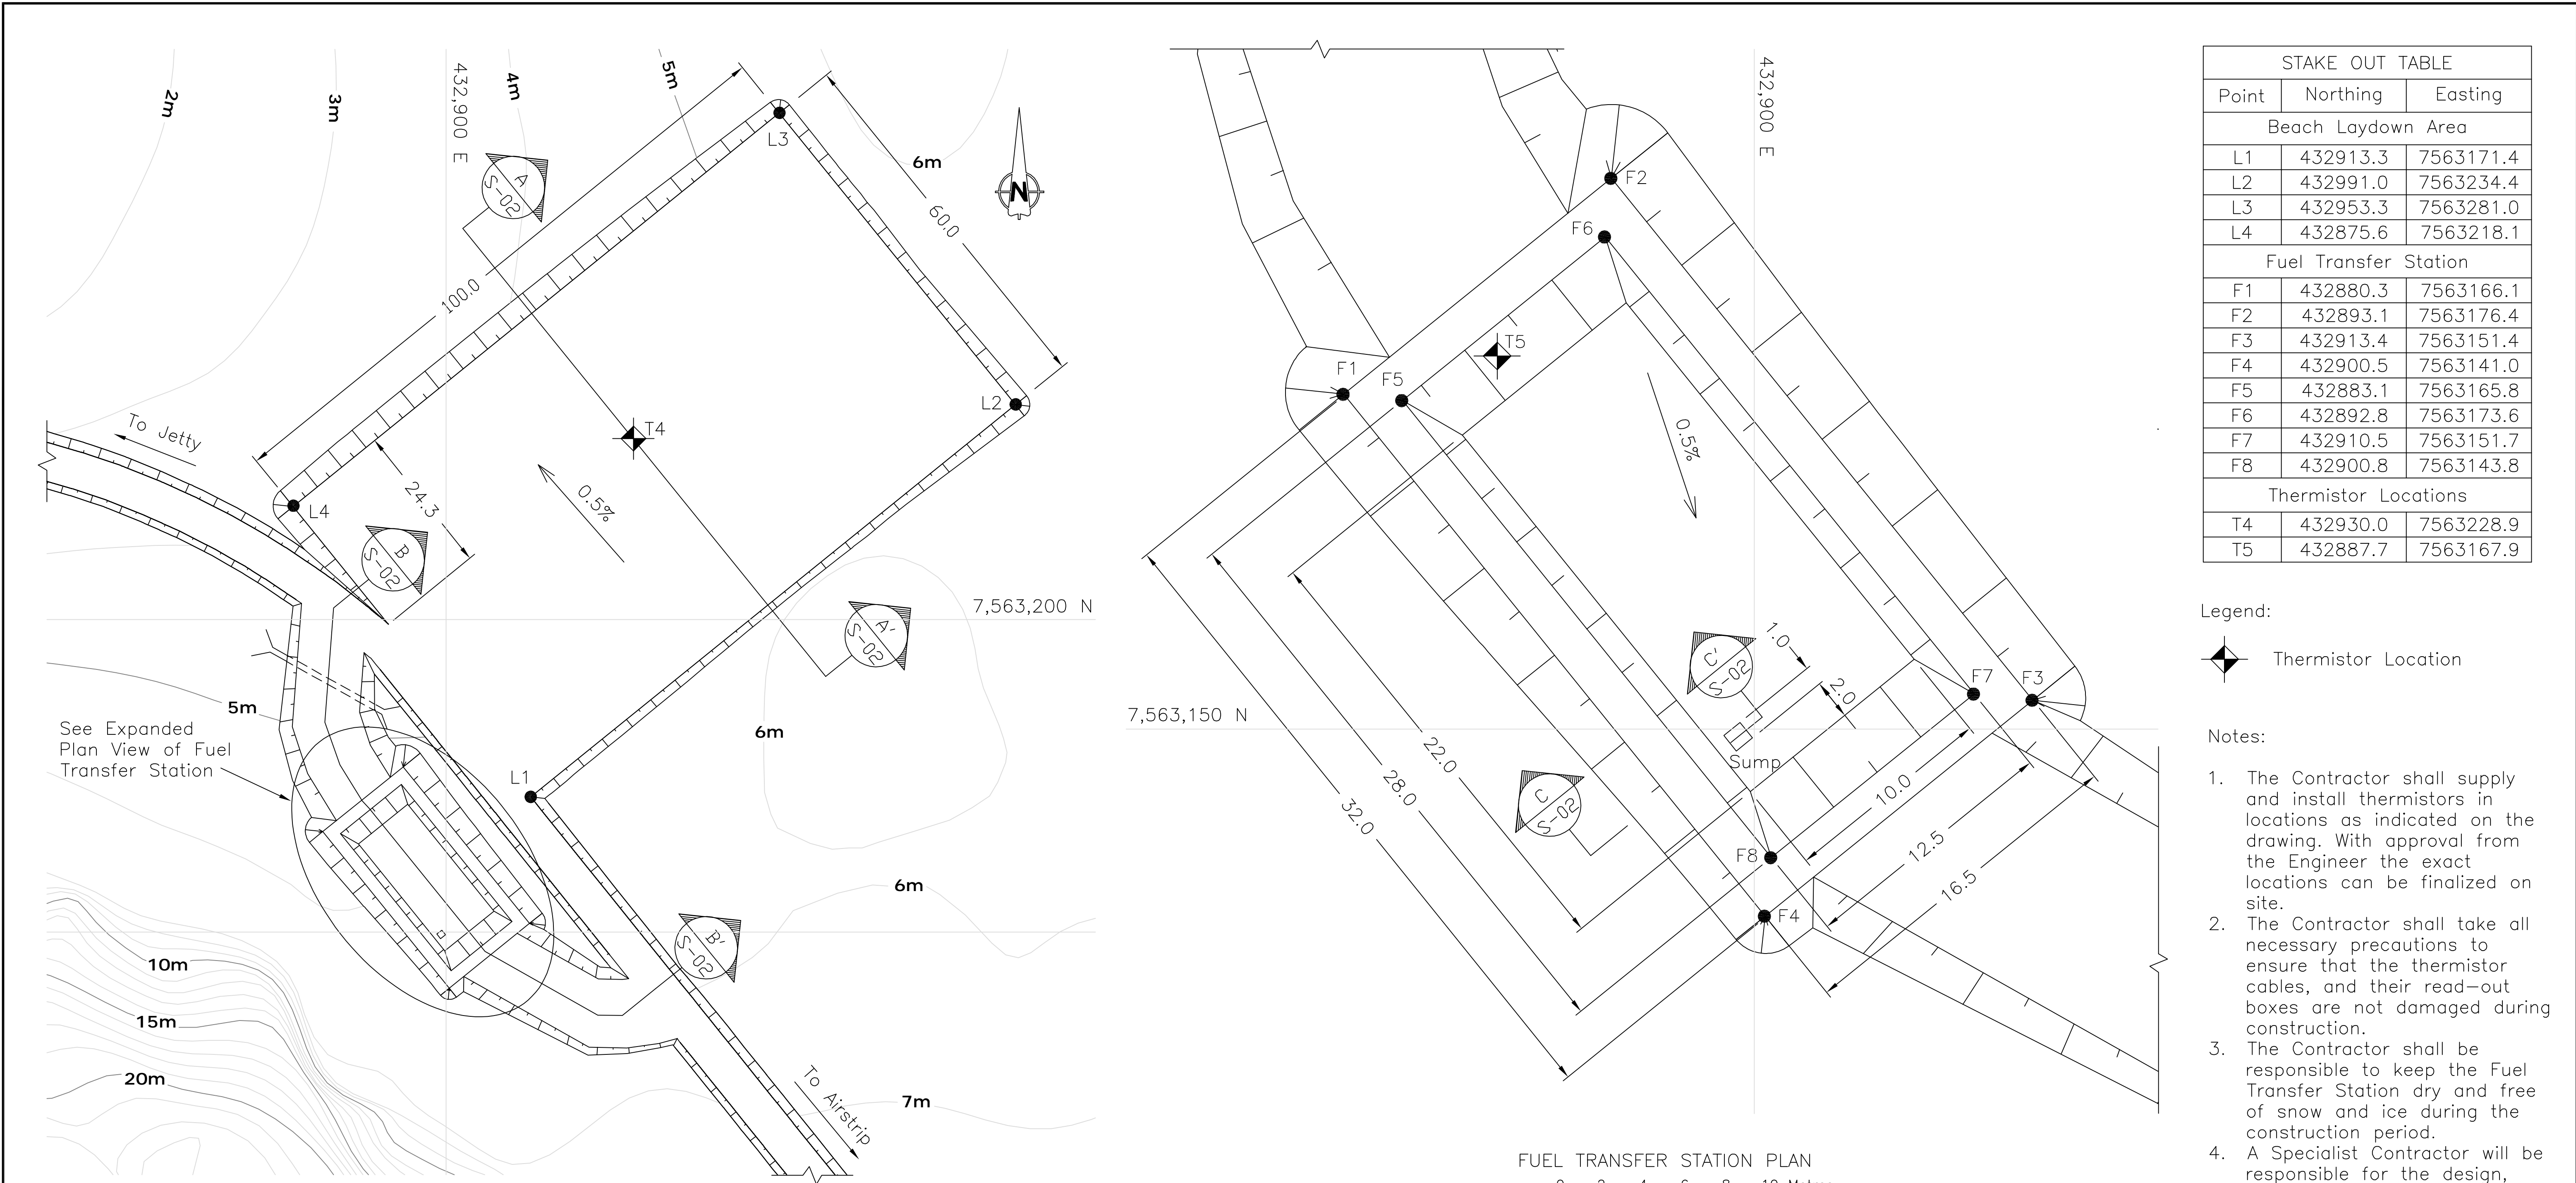 432,900 E
2m
3m
4m
5m
L3
6m
A
S-02
N
60.0
100.0
T4
L2
To Jetty
24.3
L4
0.5%
B
S-02
7,563,200 N
A'
S-02
5m
See Expanded
Plan View of Fuel
Transfer Station
6m
L1
6m
B'
S-02
10m
15m
20m
7m
To Airstrip
432,900 E
F2
F6
T5
F1
F5
0.5%
C'
S-02
1.0
2.0
F7
F3
7,563,150 N
Sump
22.0
28.0
32.0
C
S-02
10.0
12.5
16.5
F8
F4
FUEL TRANSFER STATION PLAN
0 2 4 6 8 10 Metres
STAKE OUT TABLE
Point Northing Easting
Beach Laydown Area
L1 432913.3 7563171.4
L2 432991.0 7563234.4
L3 432953.3 7563281.0
L4 432875.6 7563218.1
Fuel Transfer Station
F1 432880.3 7563166.1
F2 432893.1 7563176.4
F3 432913.4 7563151.4
F4 432900.5 7563141.0
F5 432883.1 7563165.8
F6 432892.8 7563173.6
F7 432910.5 7563151.7
F8 432900.8 7563143.8
Thermistor Locations
T4 432930.0 7563228.9
T5 432887.7 7563167.9
Legend:
Thermistor Location
Notes:
1. The Contractor shall supply
and install thermistors in
locations as indicated on the
drawing. With approval from
the Engineer the exact
locations can be finalized on
site.
2. The Contractor shall take all
necessary precautions to
ensure that the thermistor
cables, and their read-out
boxes are not damaged during
construction.
3. The Contractor shall be
responsible to keep the Fuel
Transfer Station dry and free
of snow and ice during the
construction period.
4. A Specialist Contractor will be
responsible for the design,